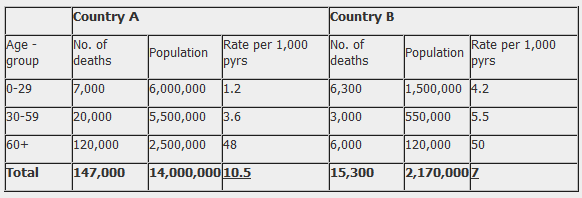 Country A Country B
Age - group No. of deaths Population Rate per 1,000 pyrs No. of deaths Population Rate per 1,000 pyrs
0-29 7,000 6,000,000 1.2 6,300 1,500,000 4.2
30-59 20,000 5,500,000 3.6 3,000 550,000 5.5
60+ 120,000 2,500,000 48 6,000 120,000 50
Total 147,000 14,000,000 10.5 15,300 2,170,000 7